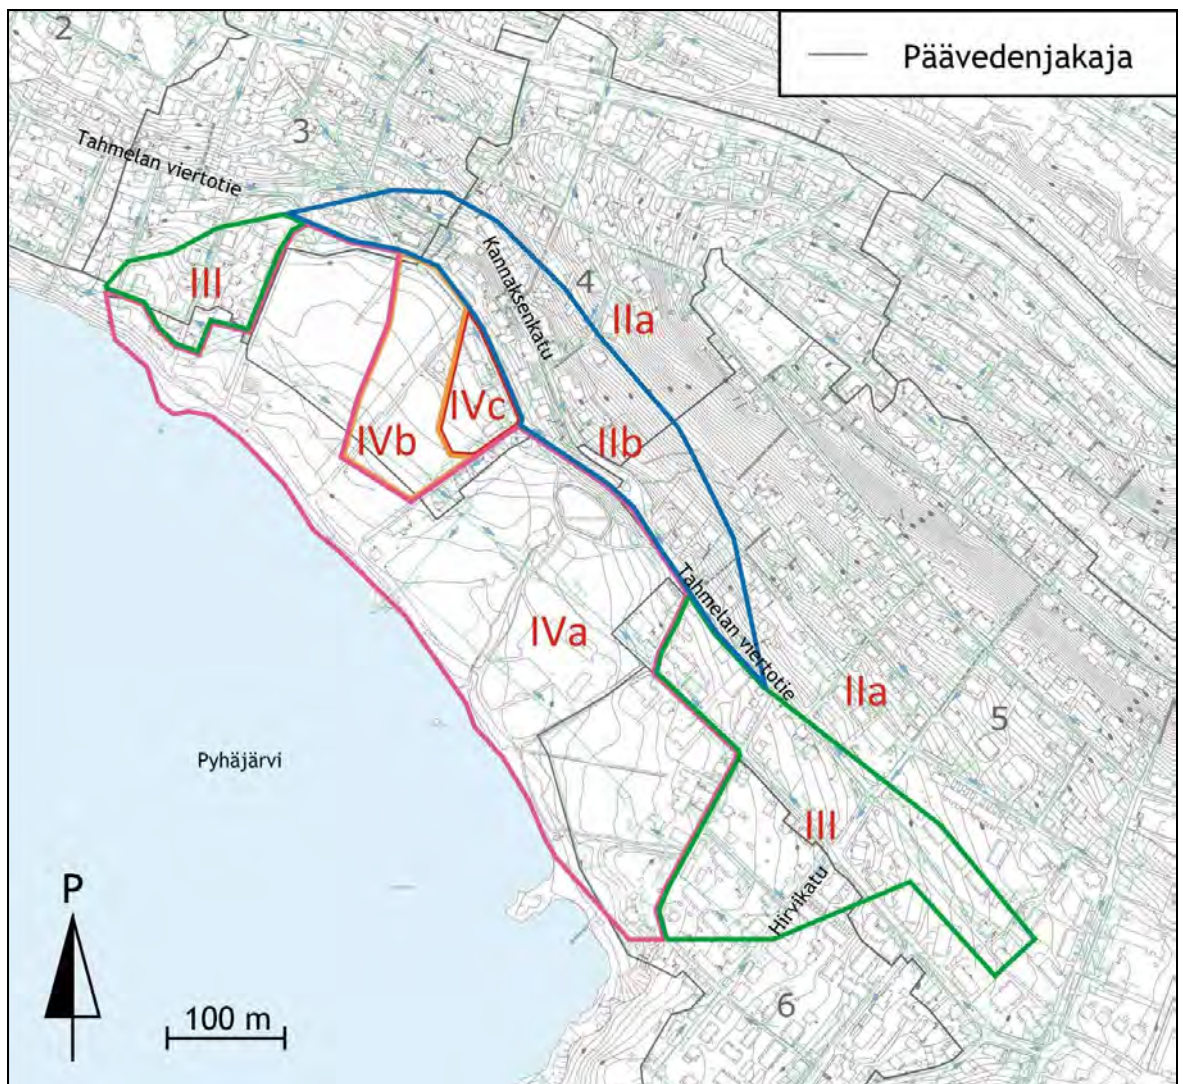 2
Päävedenjakaja
3
Tahmelan viertotie
III
Kannaksenkatu
4
IIa
IVc
IVb
IIb
IVa
Tahmelan viertotie
IIa
5
Pyhäjärvi
III
Hirvikatu
P
6
100 m